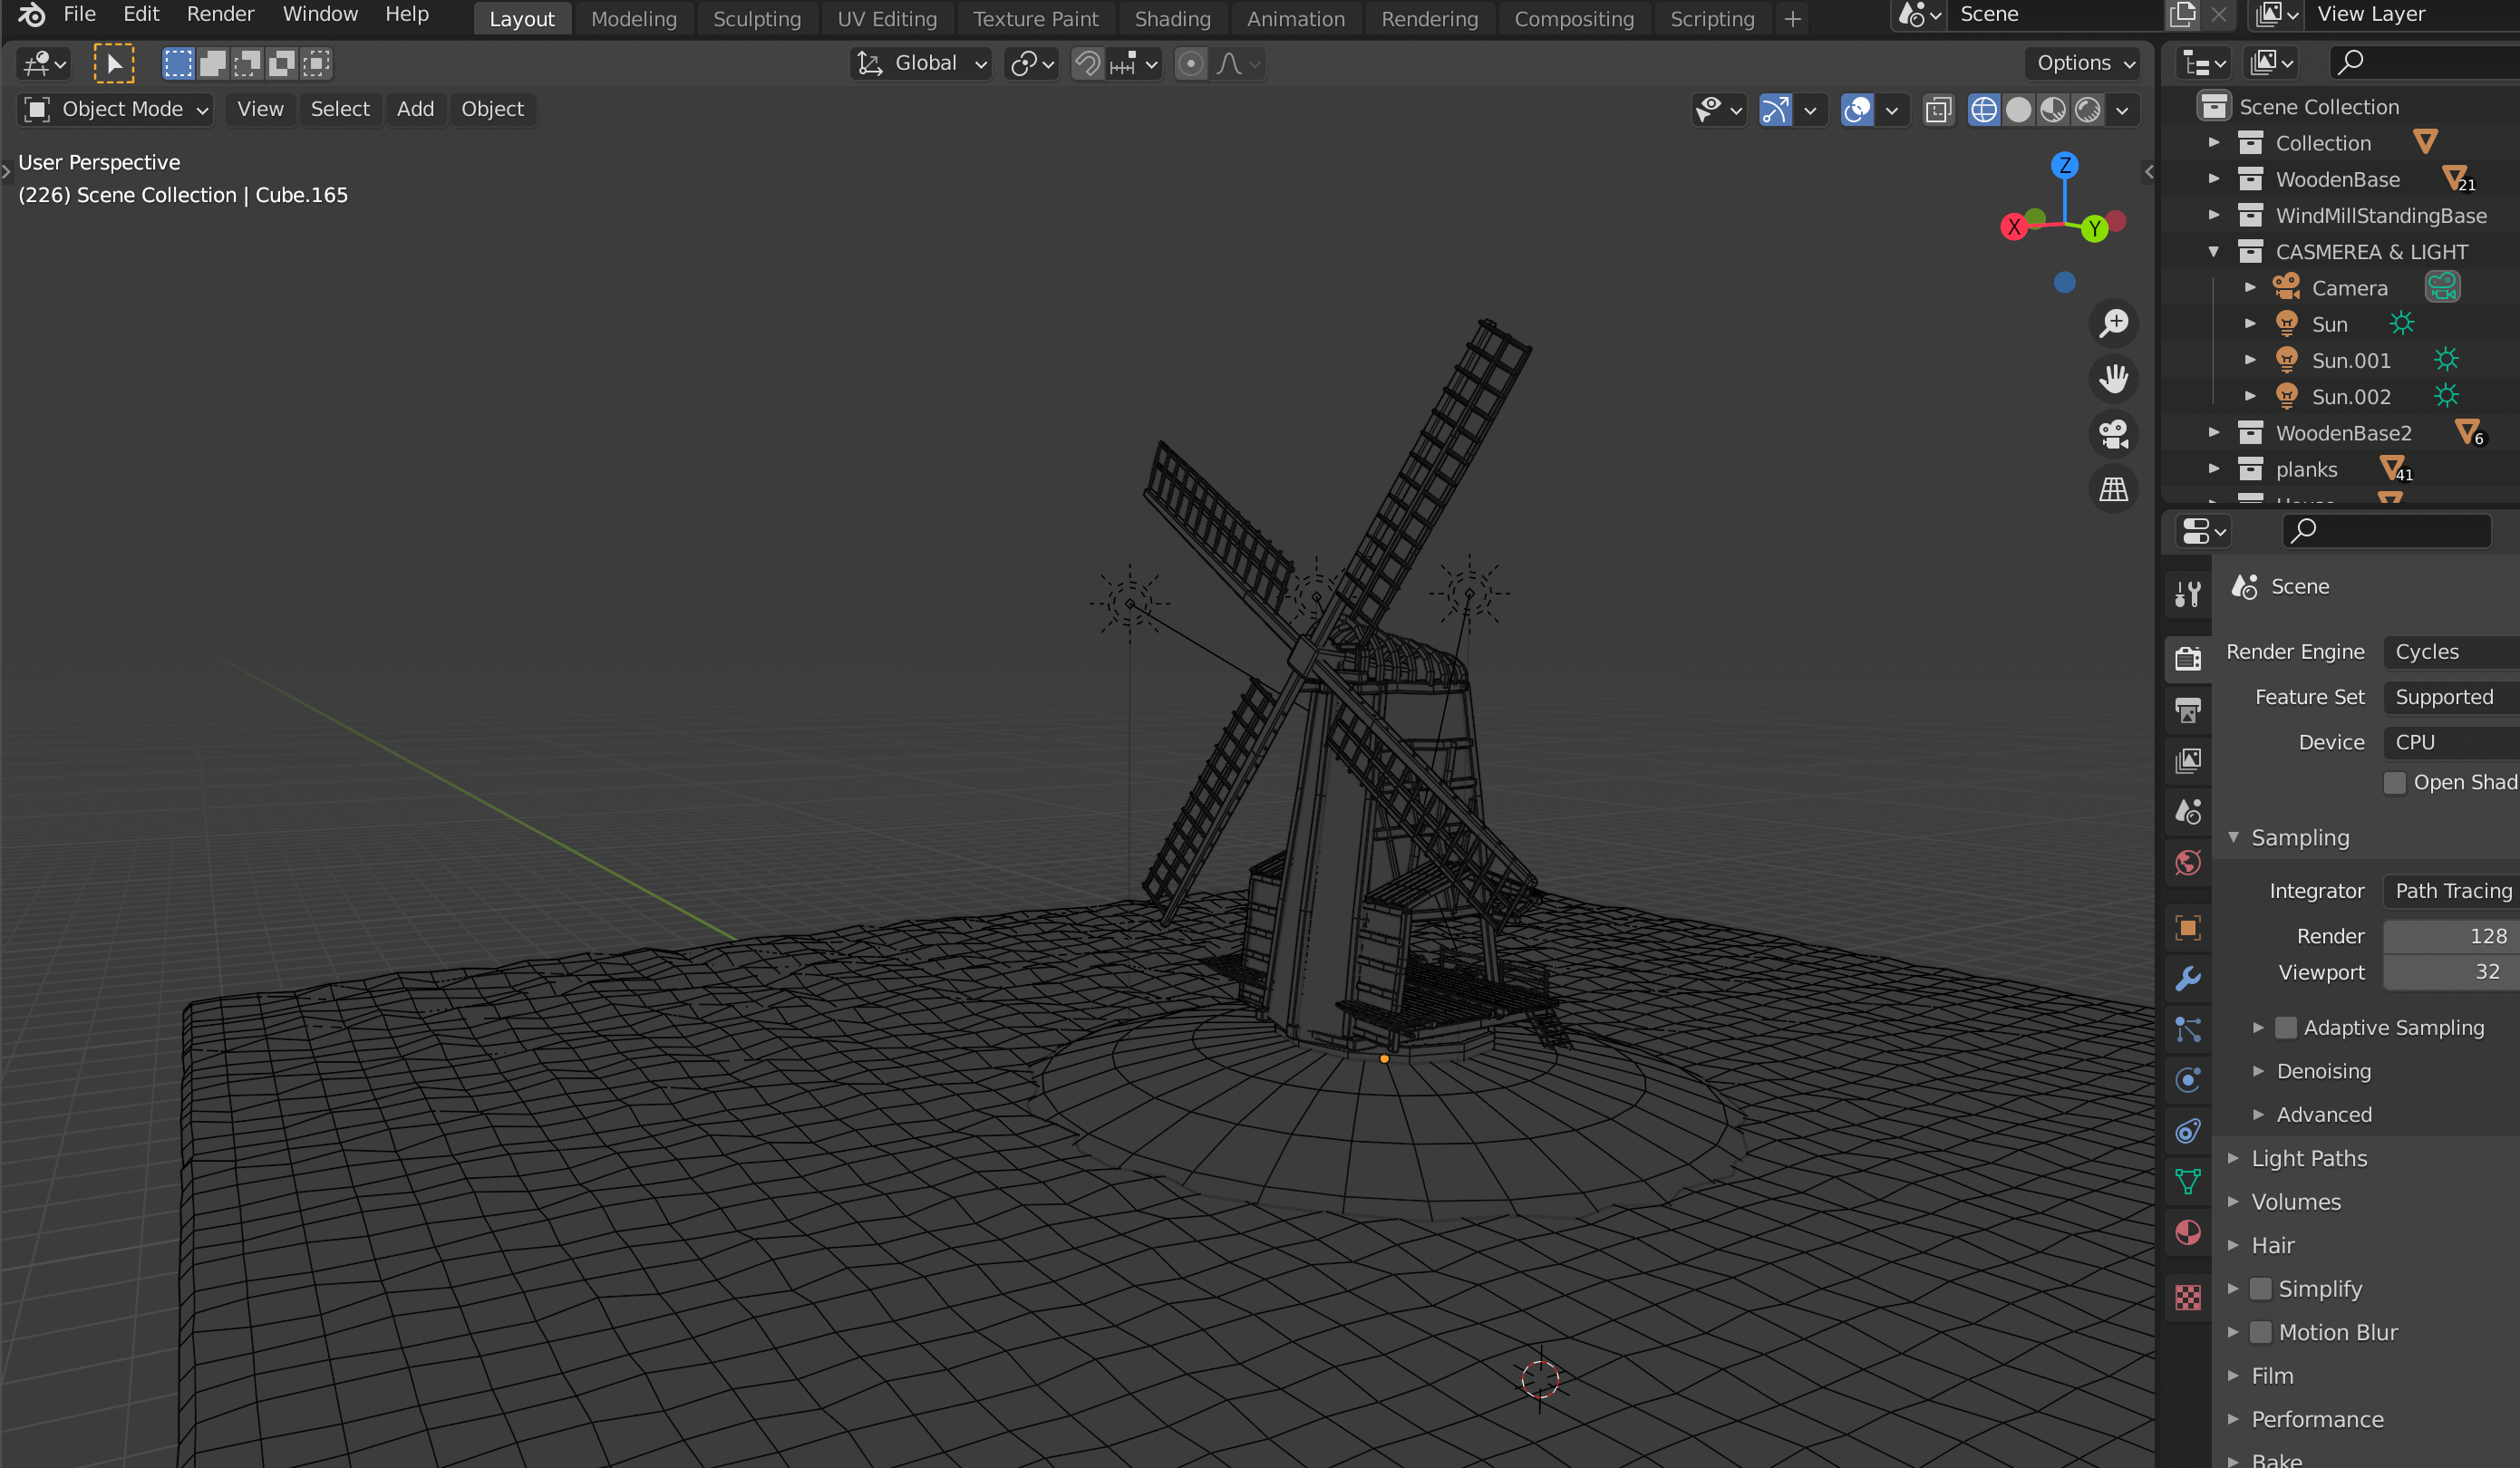 File Edit Render Window Help Layout Modeling Sculpting UV Editing Texture Paint Shading Animation Rendering Compositing Scripting + Scene View Layer
Global Options
Object Mode View Select Add Object
User Perspective
(226) Scene Collection | Cube.165
Z
X
Y
Scene Collection
Collection
WoodenBase 21
WindMillStandingBase
CASMEREA & LIGHT
Camera
Sun
Sun.001
Sun.002
WoodenBase2 6
planks 41
Scene
Render Engine Cycles
Feature Set Supported
Device CPU
Open Shad
Sampling
Integrator Path Tracing
Render 128
Viewport 32
Adaptive Sampling
Denoising
Advanced
Light Paths
Volumes
Hair
Simplify
Motion Blur
Film
Performance
Bake